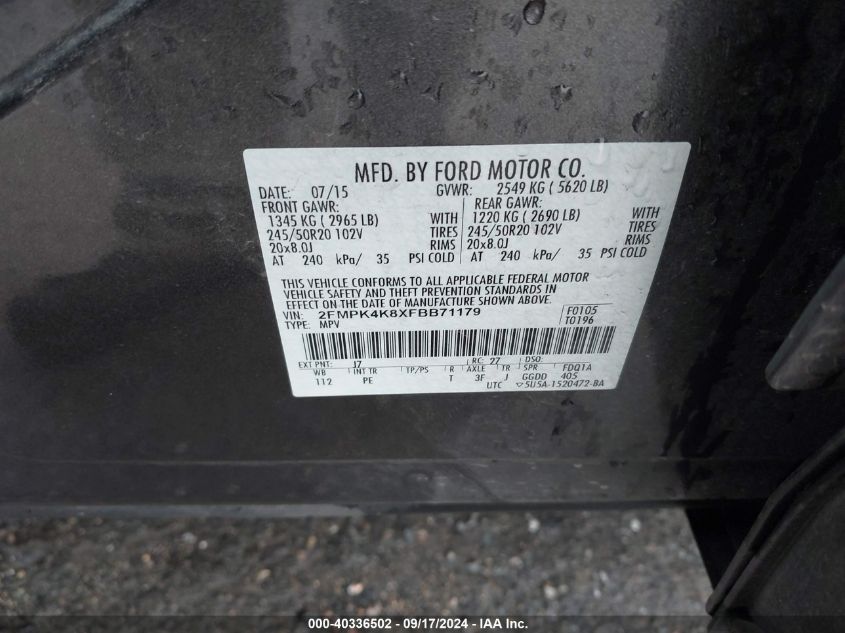 MFD. BY FORD MOTOR CO.
DATE: 07/15 GVWR: 2549 KG ( 5620 LB)
FRONT GAWR: REAR GAWR:
1345 KG ( 2965 LB) WITH 1220 KG ( 2690 LB) WITH
245/50R20 102V TIRES 245/50R20 102V TIRES
20x8.0J RIMS 20x8.0J RIMS
AT 240 kPa/ 35 PSI COLD AT 240 kPa/ 35 PSI COLD
THIS VEHICLE CONFORMS TO ALL APPLICABLE FEDERAL MOTOR
VEHICLE SAFETY AND THEFT PREVENTION STANDARDS IN
EFFECT ON THE DATE OF MANUFACTURE SHOWN ABOVE.
VIN: 2FMPK4K8XFBB71179 F0105
TYPE: MPV T0196
EXT PNT: J7 RC: 27 DSO:
WB INT TR TP/PS R AXLE TR SPR FDQ1A
112 PE T 3F J GGDD 405
UTC 5U5A-1520472-BA
000-40336502 - 09/17/2024 - IAAI.com